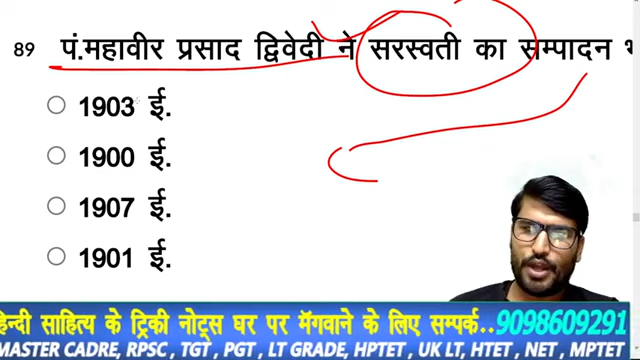 89 पं.महावीर प्रसाद द्विवेदी ने सरस्वती का सम्पादन
1903 ई.
1900 ई.
1907 ई.
1901 ई.
हिन्दी साहित्य के ट्रिकी नोट्स घर पर मॅगवाने के लिए सम्पर्क.. 9098609291
MASTER CADRE, RPSC, TGT, PGT, LT GRADE, HPTET, UK LT, HTET, NET, MPTET